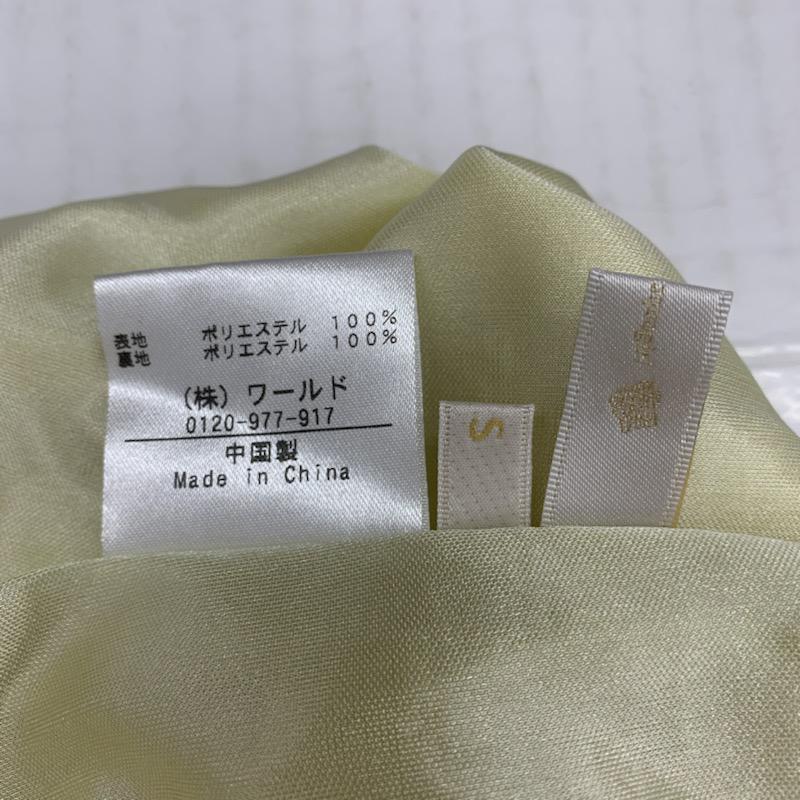 表地 ポリエステル 100%
裏地 ポリエステル 100%
(株) ワールド
0120-977-917
中国製
Made in China
S